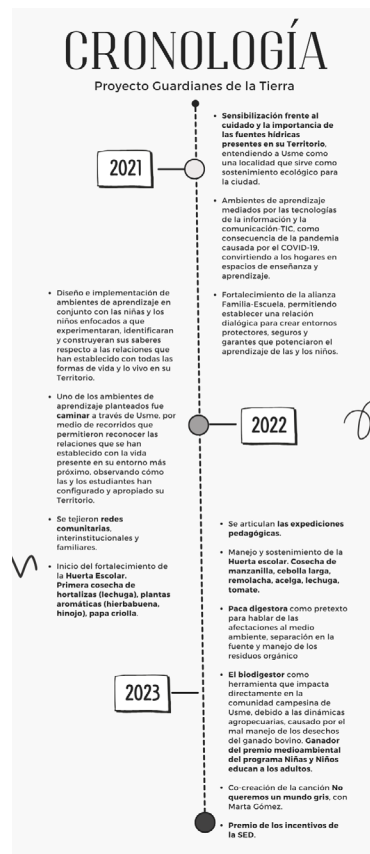 CRONOLOGÍA
Proyecto Guardianes de la Tierra
2021
Sensibilización frente al
cuidado y la importancia de
las fuentes hídricas
presentes en su Territorio,
entendiendo a Usme como
una localidad que sirve como
sostenimiento ecológico para
la ciudad.
Ambientes de aprendizaje
mediados por las tecnologías
de la información y la
comunicación-TIC, como
consecuencia de la pandemia
causada por el COVID-19,
convirtiendo a los hogares en
espacios de enseñanza y
aprendizaje.
Fortalecimiento de la alianza
Familia-Escuela, permitiendo
establecer una relación
dialógica para crear entornos
protectores, seguros y
garantes que potenciaron el
aprendizaje de las y los niños.
2022
Diseño e implementación de
ambientes de aprendizaje en
conjunto con las niñas y los
niños enfocados a que
experimentaran, identificaran
y construyeran sus saberes
respecto a las relaciones que
han establecido con todas las
formas de vida y lo vivo en su
Territorio.
Uno de los ambientes de
aprendizaje planteados fue
caminar a través de Usme, por
medio de recorridos que
permitieron reconocer las
relaciones que se han
establecido con la vida
presente en su entorno más
próximo, observando cómo
las y los estudiantes han
configurado y apropiado su
Territorio.
Se tejieron redes
comunitarias,
interinstitucionales y
familiares.
Inicio del fortalecimiento de
la Huerta Escolar.
Primera cosecha de
hortalizas (lechuga), plantas
aromáticas (hierbabuena,
hinojo), papa criolla.
2023
Se articulan las expediciones
pedagógicas.
Manejo y sostenimiento de la
Huerta escolar. Cosecha de
manzanilla, cebolla larga,
remolacha, acelga, lechuga,
tomate.
Paca digestora como pretexto
para hablar de las
afectaciones al medio
ambiente, separación en la
fuente y manejo de los
residuos orgánico
El biodigestor como
herramienta que impacta
directamente en la
comunidad campesina de
Usme, debido a las dinámicas
agropecuarias, causado por el
mal manejo de los desechos
del ganado bovino. Ganador
del premio medioambiental
del programa Niñas y Niños
educan a los adultos.
Co-creación de la canción No
queremos un mundo gris, con
Marta Gómez.
Premio de los incentivos de
la SED.